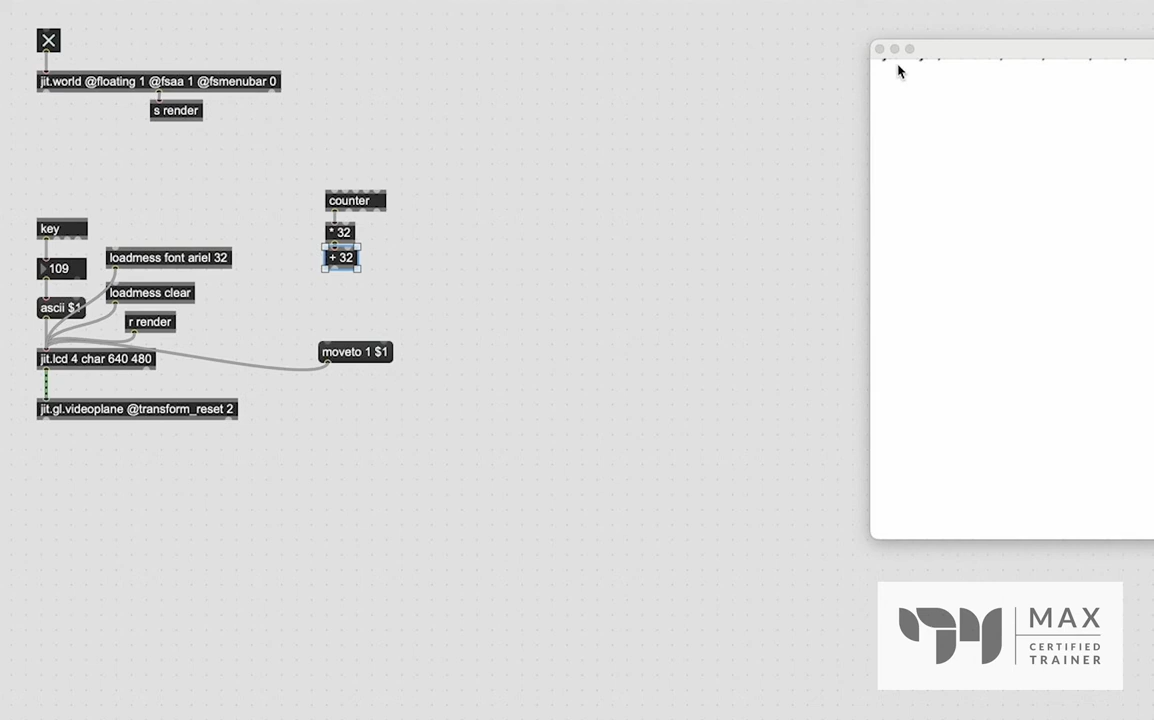 jit.world @floating 1 @fsaa 1 @fsmenubar 0
s render
counter
key
* 32
+ 32
loadmess font ariel 32
109
loadmess clear
ascii $1
r render
moveto 1 $1
jit.lcd 4 char 640 480
jit.gl.videoplane @transform_reset 2
MAX
CERTIFIED
TRAINER